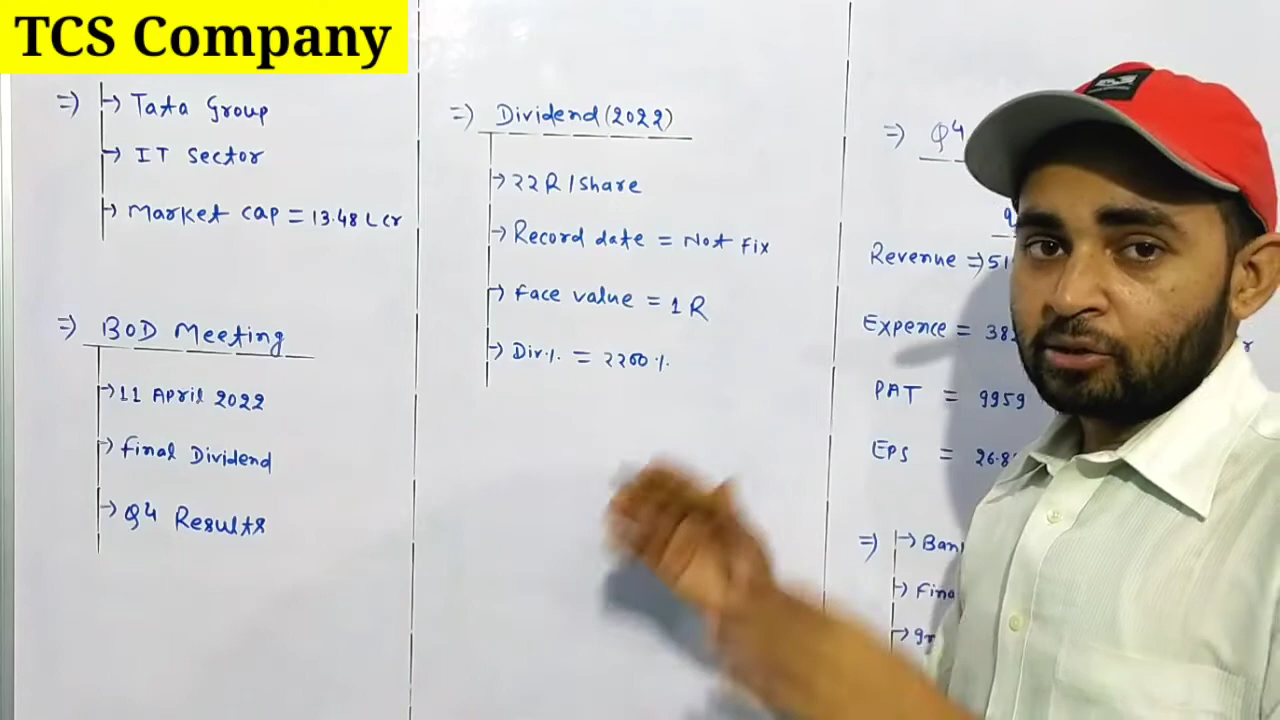 TCS Company
=> → Tata Group
→ IT Sector
→ Market Cap = 13.48 L Cr
=> BOD Meeting
→ 11 April 2022
→ Final Dividend
→ Q4 Results
=> Dividend (2022)
→ 22 R / Share
→ Record date = Not Fix
→ Face value = 1 R
→ Div.% = 2200 %
=> Q4
Revenue =>
Expence =
PAT = 9959
EPS =
=>